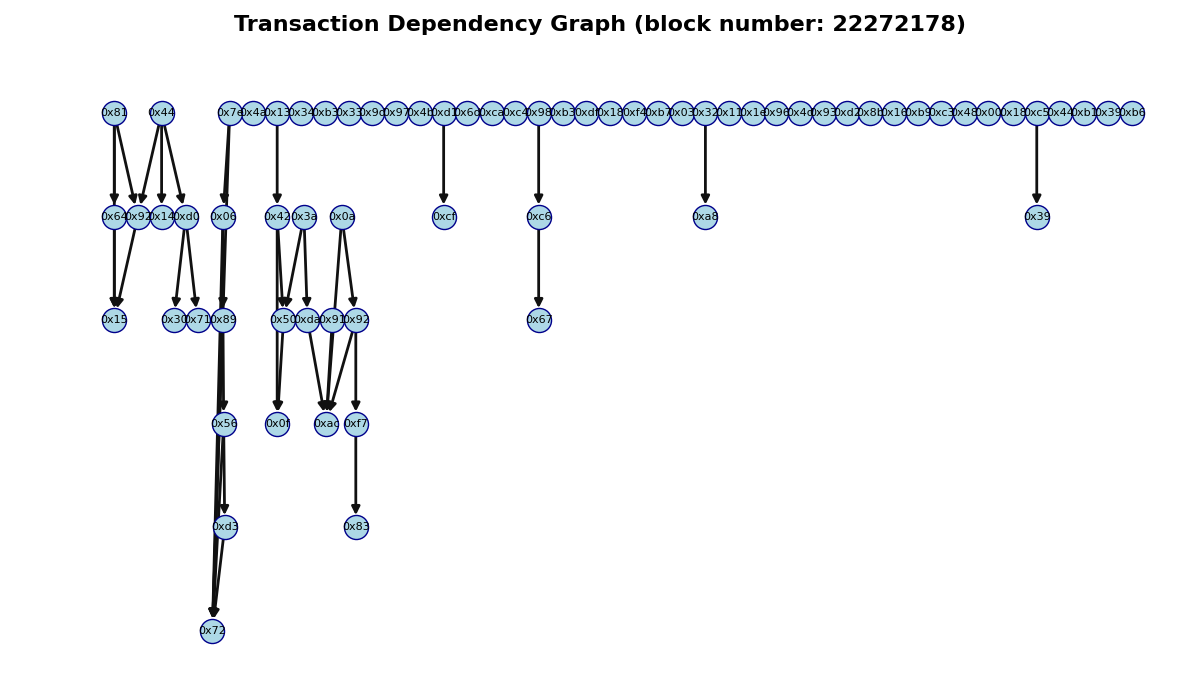 Transaction Dependency Graph (block number: 22272178)
0x81 0x44 0x7e 0x4a 0x13 0x34 0xb3 0x33 0x9c 0x97 0x4b 0xd1 0x6c 0xca 0xc4 0x98 0xb3 0xdf 0x18 0xf4 0xb7 0x03 0x32 0x11 0x1e 0x96 0x4c 0x93 0xd2 0x8b 0x16 0xb9 0xc3 0x48 0x00 0x18 0xc5 0x44 0xb1 0x39 0xb6
0x64 0x92 0x14 0xd0 0x06 0x42 0x3a 0x0a 0xcf 0xc6 0xa8 0x39
0x15 0x30 0x71 0x89 0x50 0xda 0x91 0x92 0x67
0x56 0x0f 0xac 0xf7
0xd3 0x83
0x72